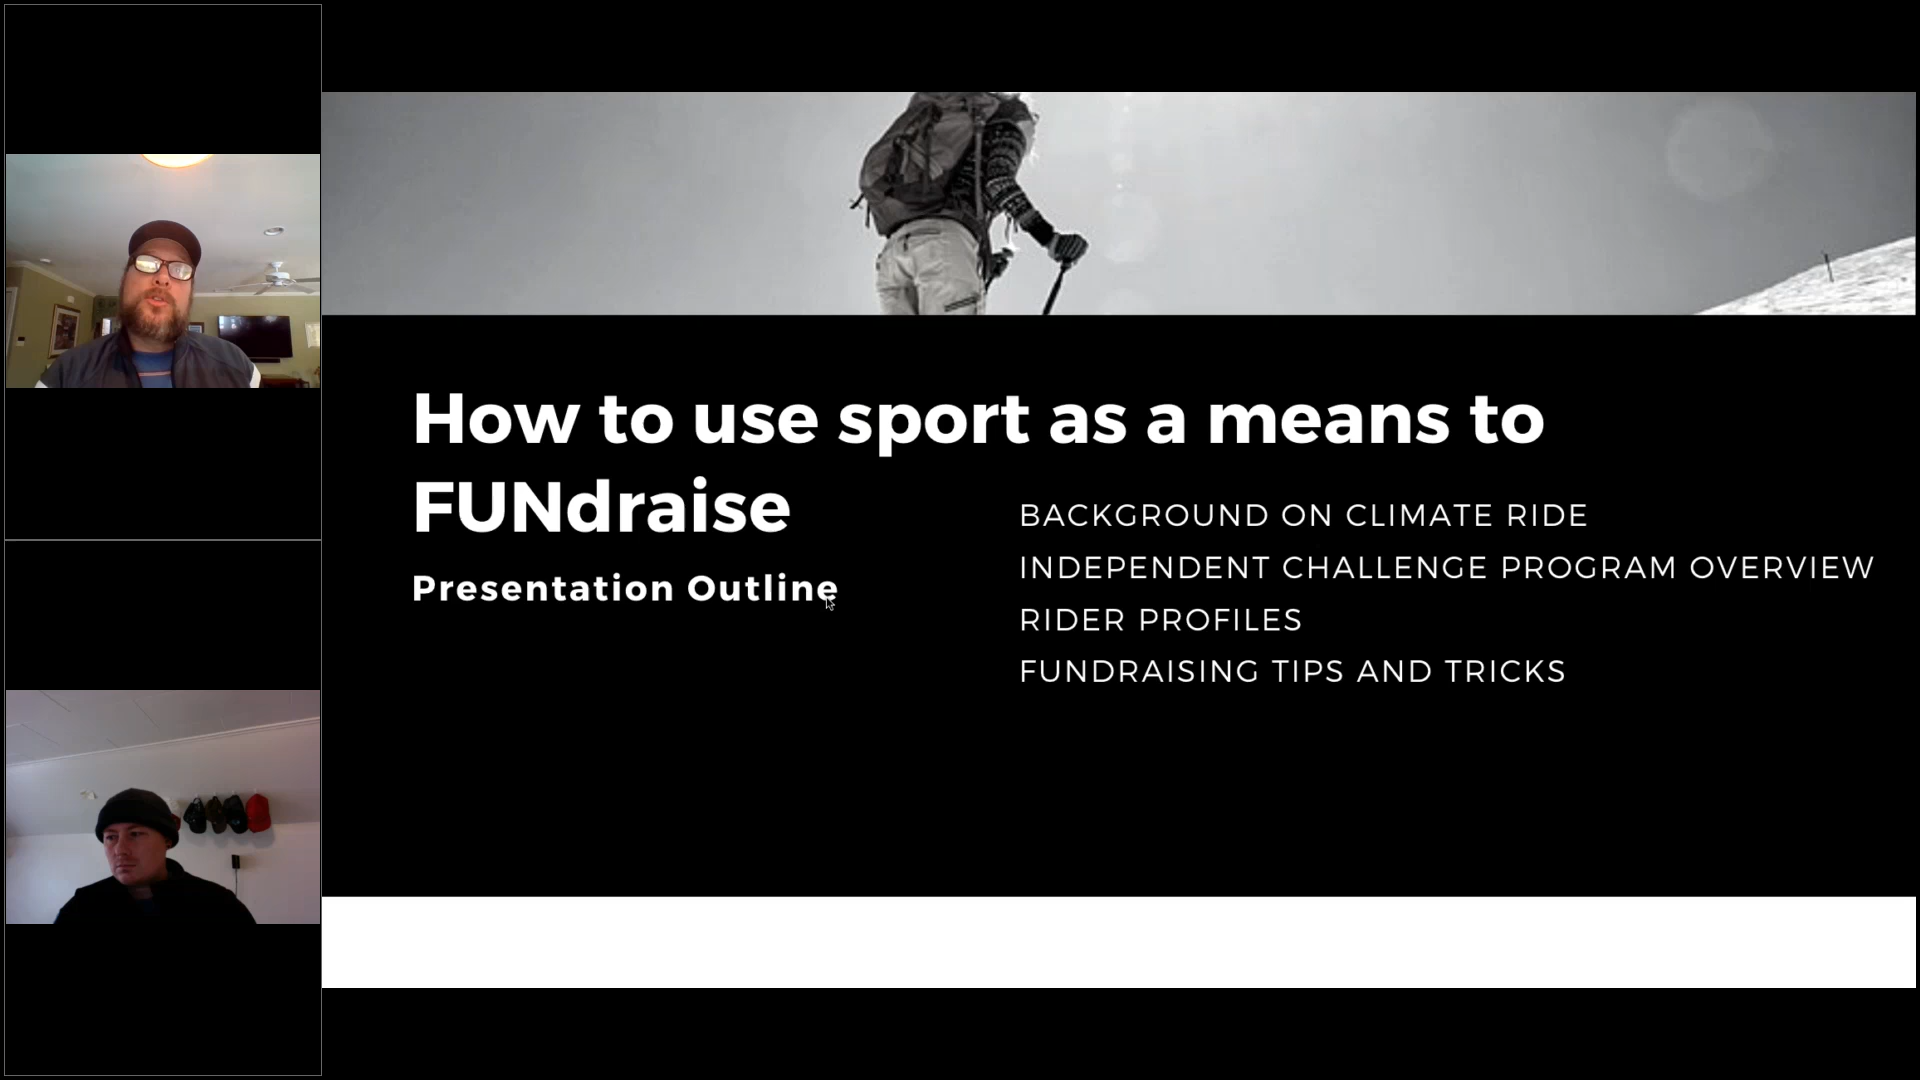 How to use sport as a means to
FUNdraise
Presentation Outline
BACKGROUND ON CLIMATE RIDE
INDEPENDENT CHALLENGE PROGRAM OVERVIEW
RIDER PROFILES
FUNDRAISING TIPS AND TRICKS